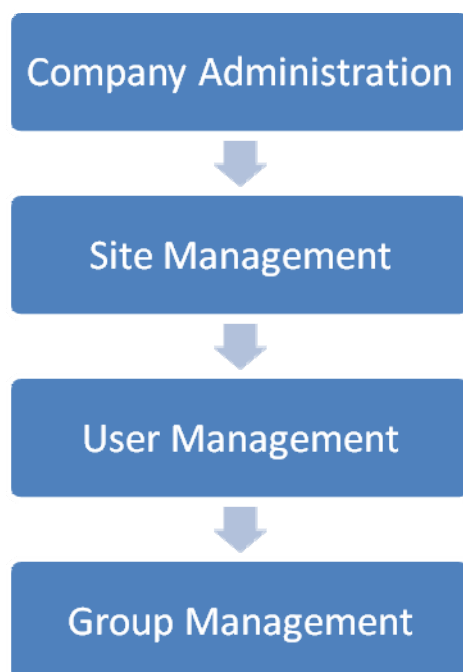 Company Administration
Site Management
User Management
Group Management